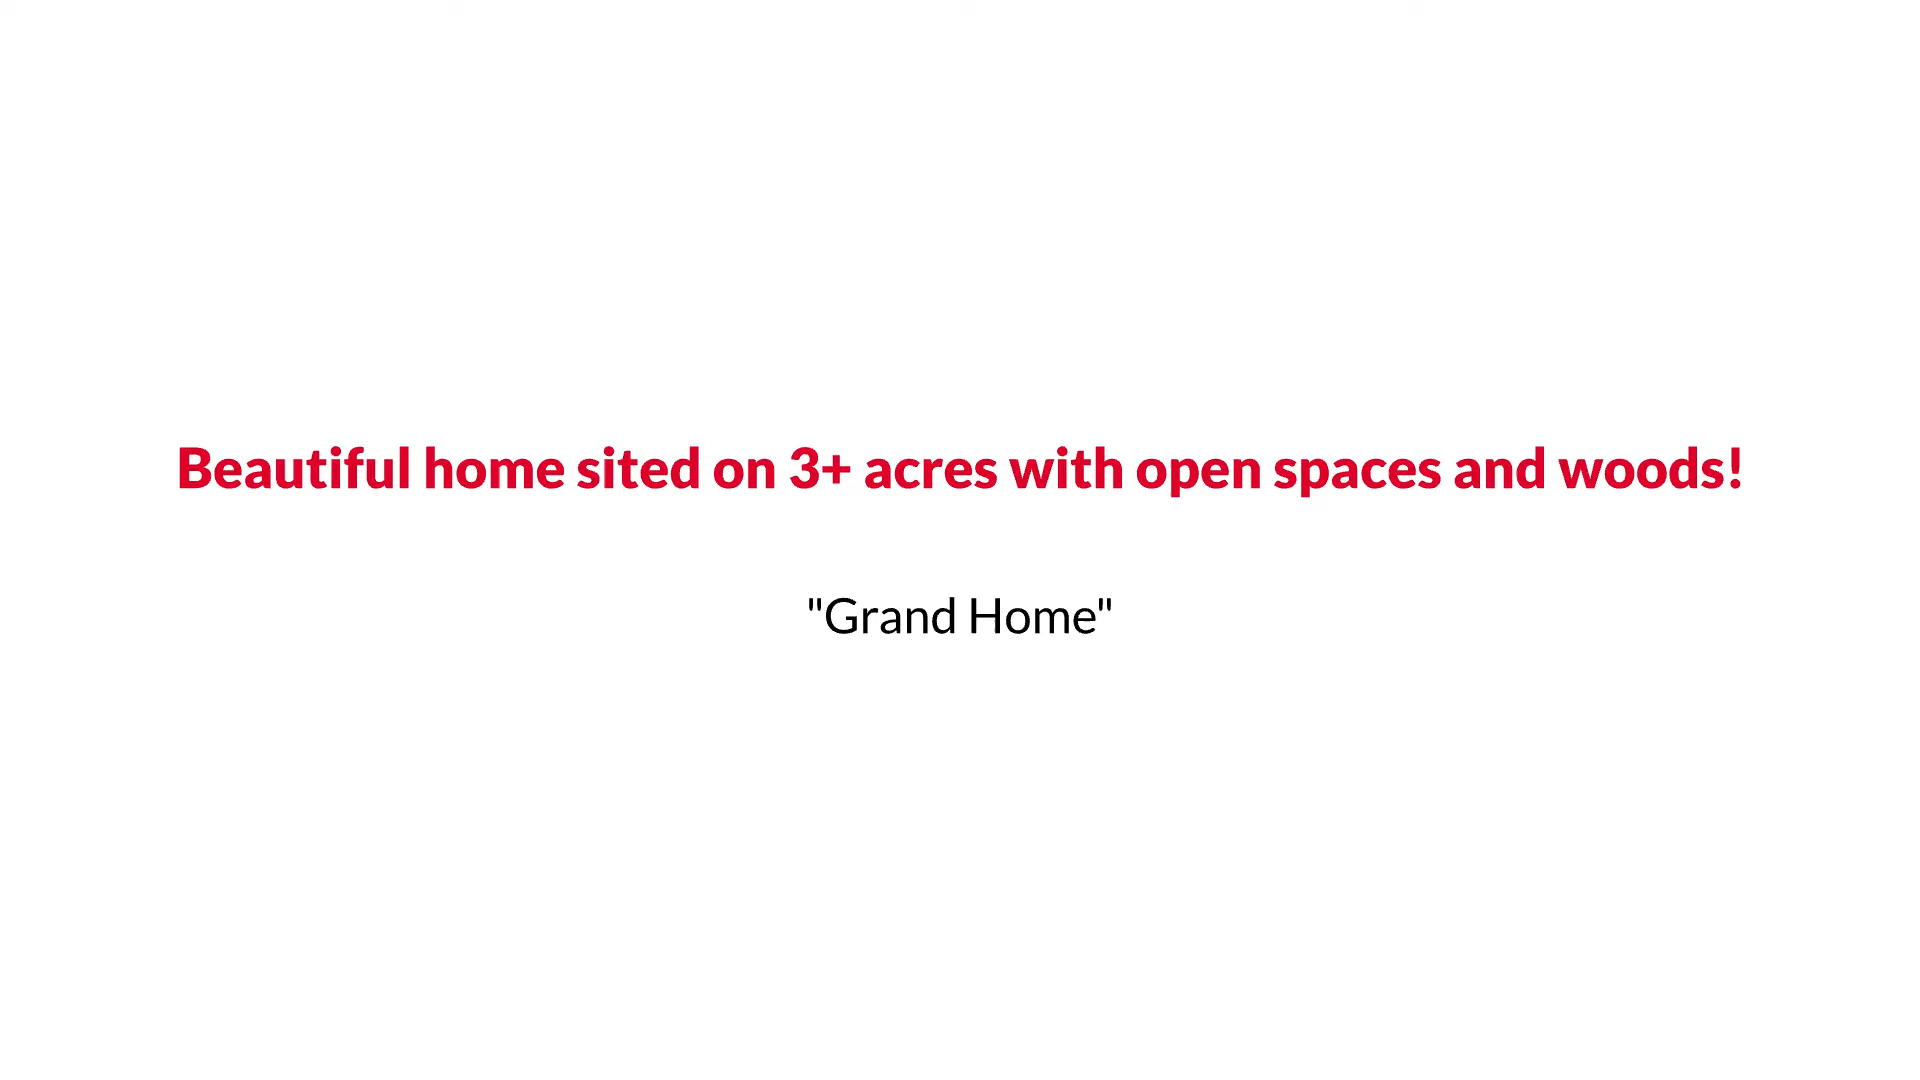 Beautiful home sited on 3+ acres with open spaces and woods!
"Grand Home"